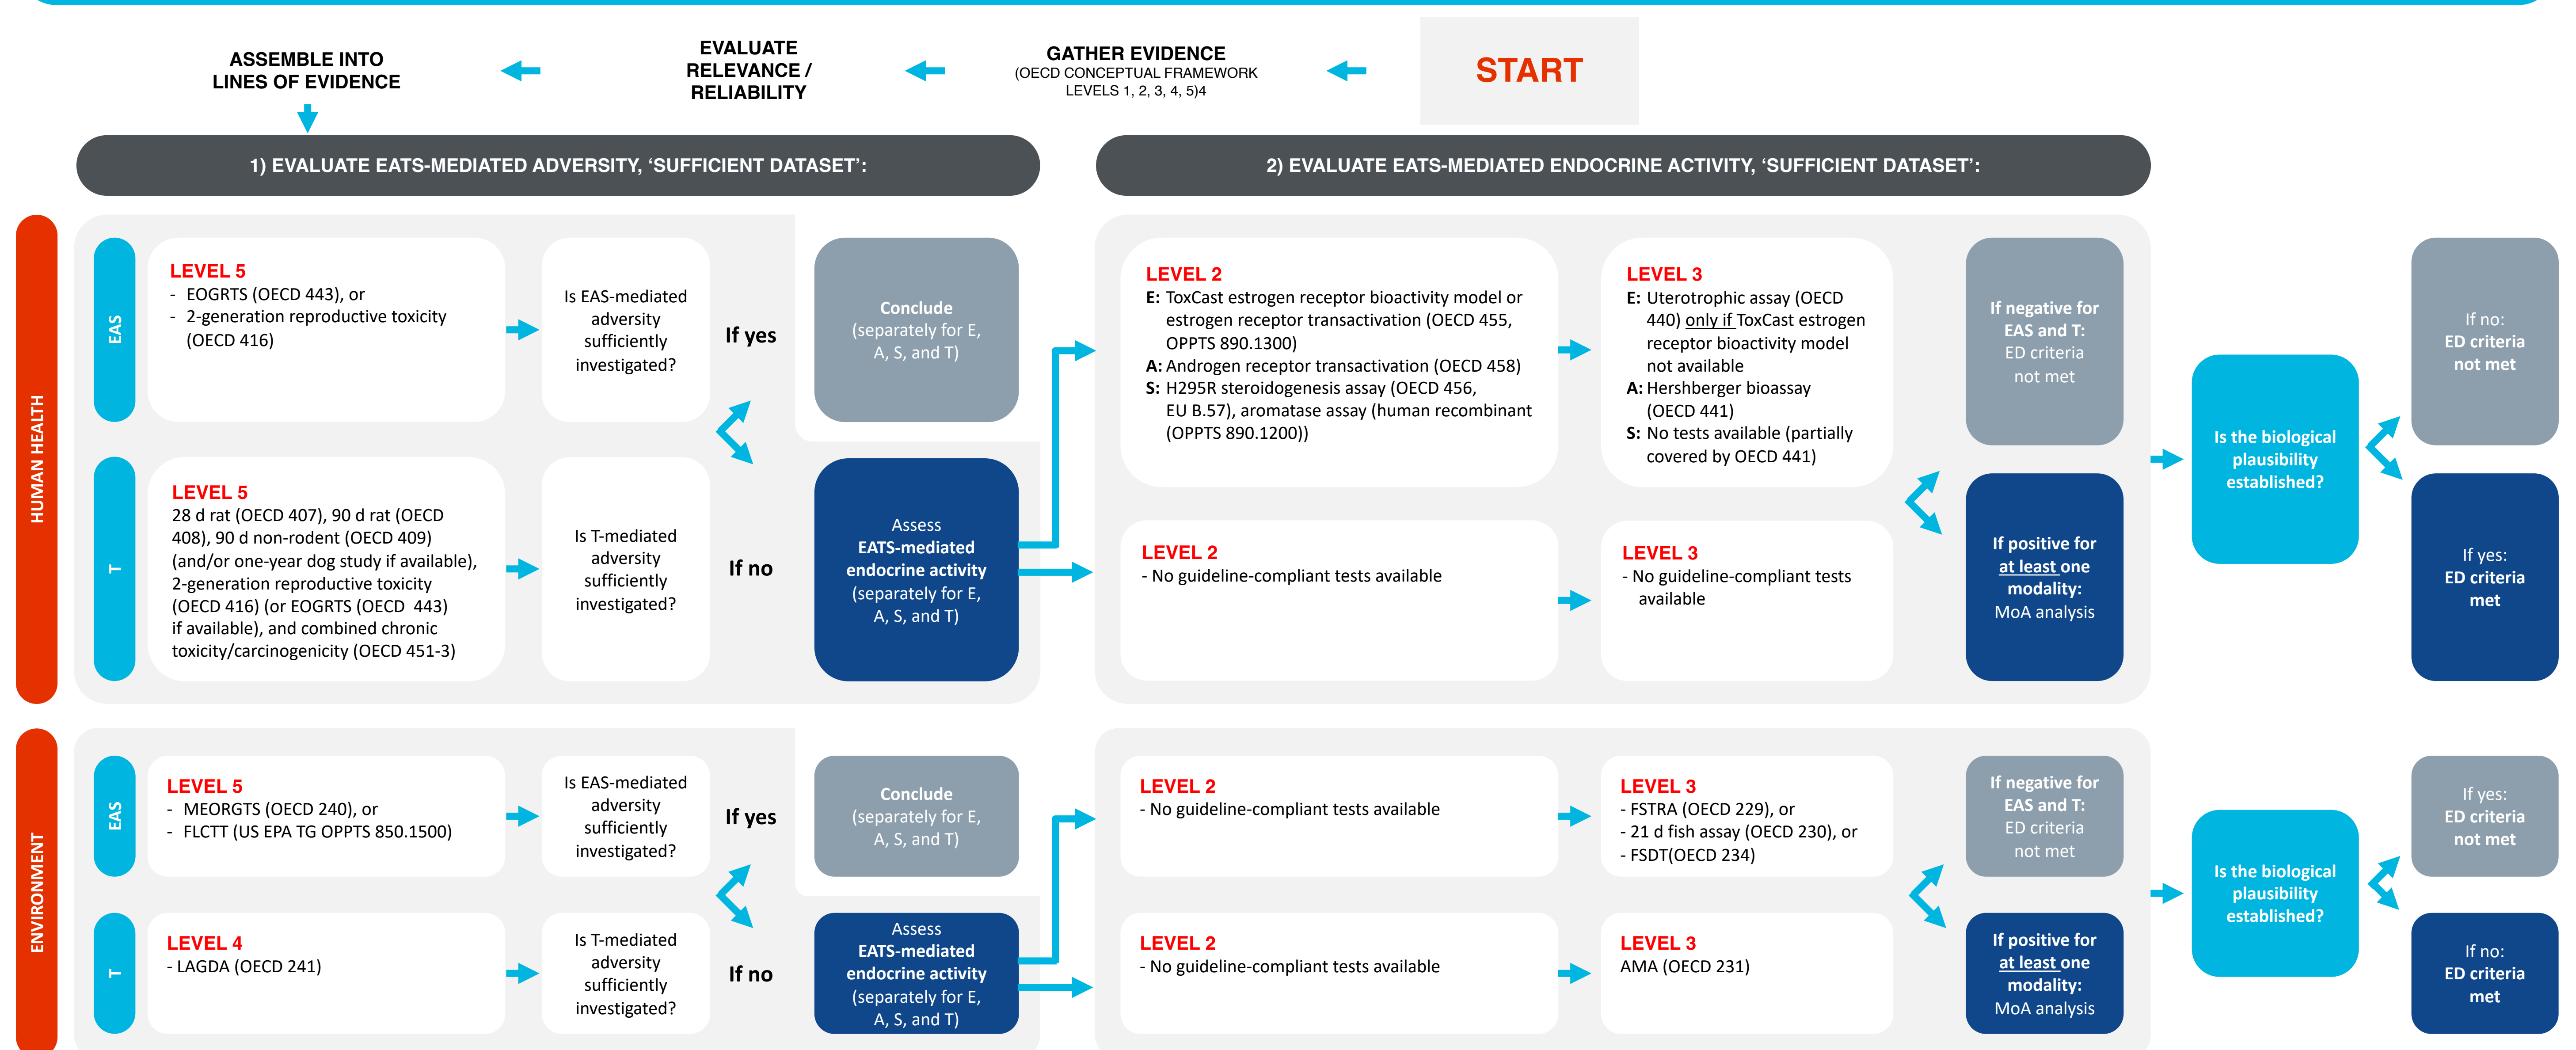 START
GATHER EVIDENCE
(OECD CONCEPTUAL FRAMEWORK
LEVELS 1, 2, 3, 4, 5)4
EVALUATE
RELEVANCE /
RELIABILITY
ASSEMBLE INTO
LINES OF EVIDENCE
1) EVALUATE EATS-MEDIATED ADVERSITY, ‘SUFFICIENT DATASET’:
2) EVALUATE EATS-MEDIATED ENDOCRINE ACTIVITY, ‘SUFFICIENT DATASET’:
HUMAN HEALTH
EAS
LEVEL 5
- EOGRTS (OECD 443), or
- 2-generation reproductive toxicity
(OECD 416)
Is EAS-mediated
adversity
sufficiently
investigated?
If yes
Conclude
(separately for E,
A, S, and T)
T
LEVEL 5
28 d rat (OECD 407), 90 d rat (OECD
408), 90 d non-rodent (OECD 409)
(and/or one-year dog study if available),
2-generation reproductive toxicity
(OECD 416) (or EOGRTS (OECD 443)
if available), and combined chronic
toxicity/carcinogenicity (OECD 451-3)
Is T-mediated
adversity
sufficiently
investigated?
If no
Assess
EATS-mediated
endocrine activity
(separately for E,
A, S, and T)
LEVEL 2
E: ToxCast estrogen receptor bioactivity model or
estrogen receptor transactivation (OECD 455,
OPPTS 890.1300)
A: Androgen receptor transactivation (OECD 458)
S: H295R steroidogenesis assay (OECD 456,
EU B.57), aromatase assay (human recombinant
(OPPTS 890.1200))
LEVEL 3
E: Uterotrophic assay (OECD
440) only if ToxCast estrogen
receptor bioactivity model
not available
A: Hershberger bioassay
(OECD 441)
S: No tests available (partially
covered by OECD 441)
LEVEL 2
- No guideline-compliant tests available
LEVEL 3
- No guideline-compliant tests
available
If negative for
EAS and T:
ED criteria
not met
If positive for
at least one
modality:
MoA analysis
Is the biological
plausibility
established?
If no:
ED criteria
not met
If yes:
ED criteria
met
ENVIRONMENT
EAS
LEVEL 5
- MEORGTS (OECD 240), or
- FLCTT (US EPA TG OPPTS 850.1500)
Is EAS-mediated
adversity
sufficiently
investigated?
If yes
Conclude
(separately for E,
A, S, and T)
T
LEVEL 4
- LAGDA (OECD 241)
Is T-mediated
adversity
sufficiently
investigated?
If no
Assess
EATS-mediated
endocrine activity
(separately for E,
A, S, and T)
LEVEL 2
- No guideline-compliant tests available
LEVEL 3
- FSTRA (OECD 229), or
- 21 d fish assay (OECD 230), or
- FSDT(OECD 234)
LEVEL 2
- No guideline-compliant tests available
LEVEL 3
AMA (OECD 231)
If negative for
EAS and T:
ED criteria
not met
If positive for
at least one
modality:
MoA analysis
Is the biological
plausibility
established?
If yes:
ED criteria
not met
If no:
ED criteria
met